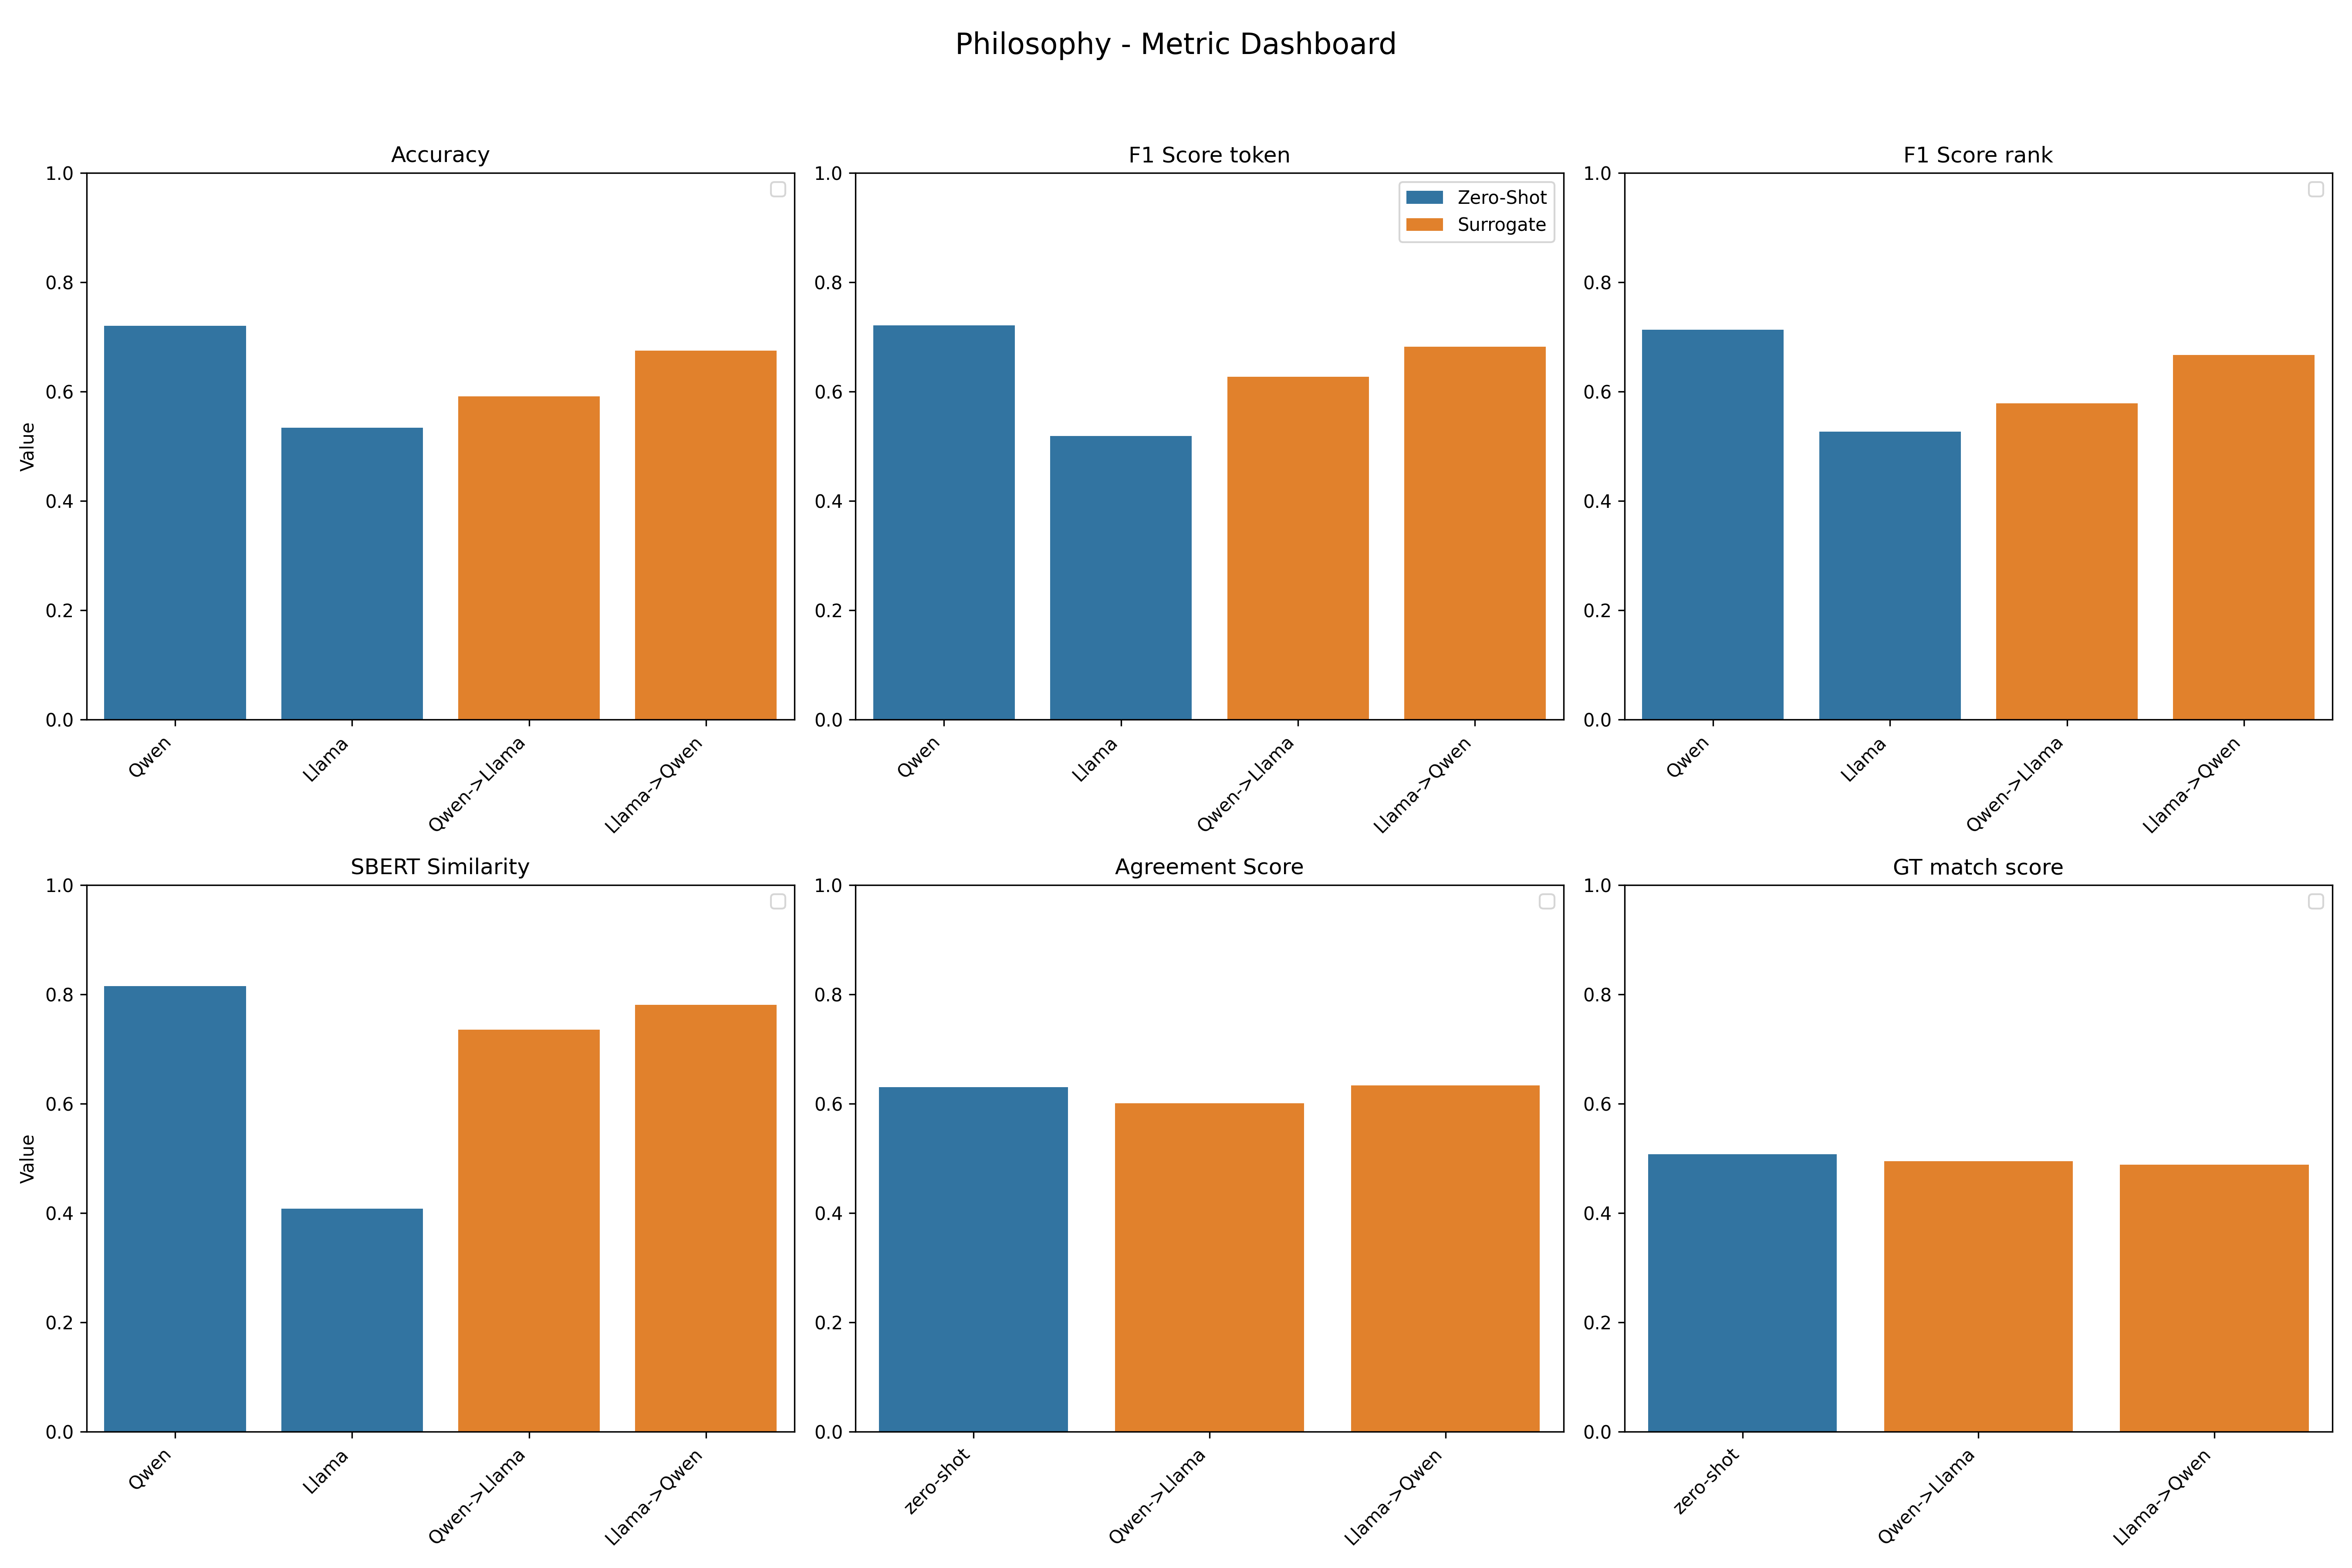 Philosophy - Metric Dashboard
Accuracy
Value
1.0
0.8
0.6
0.4
0.2
0.0
Qwen
Llama
Qwen->Llama
Llama->Qwen
F1 Score token
1.0
0.8
0.6
0.4
0.2
0.0
Zero-Shot
Surrogate
Qwen
Llama
Qwen->Llama
Llama->Qwen
F1 Score rank
1.0
0.8
0.6
0.4
0.2
0.0
Qwen
Llama
Qwen->Llama
Llama->Qwen
SBERT Similarity
Value
1.0
0.8
0.6
0.4
0.2
0.0
Qwen
Llama
Qwen->Llama
Llama->Qwen
Agreement Score
1.0
0.8
0.6
0.4
0.2
0.0
zero-shot
Qwen->Llama
Llama->Qwen
GT match score
1.0
0.8
0.6
0.4
0.2
0.0
zero-shot
Qwen->Llama
Llama->Qwen